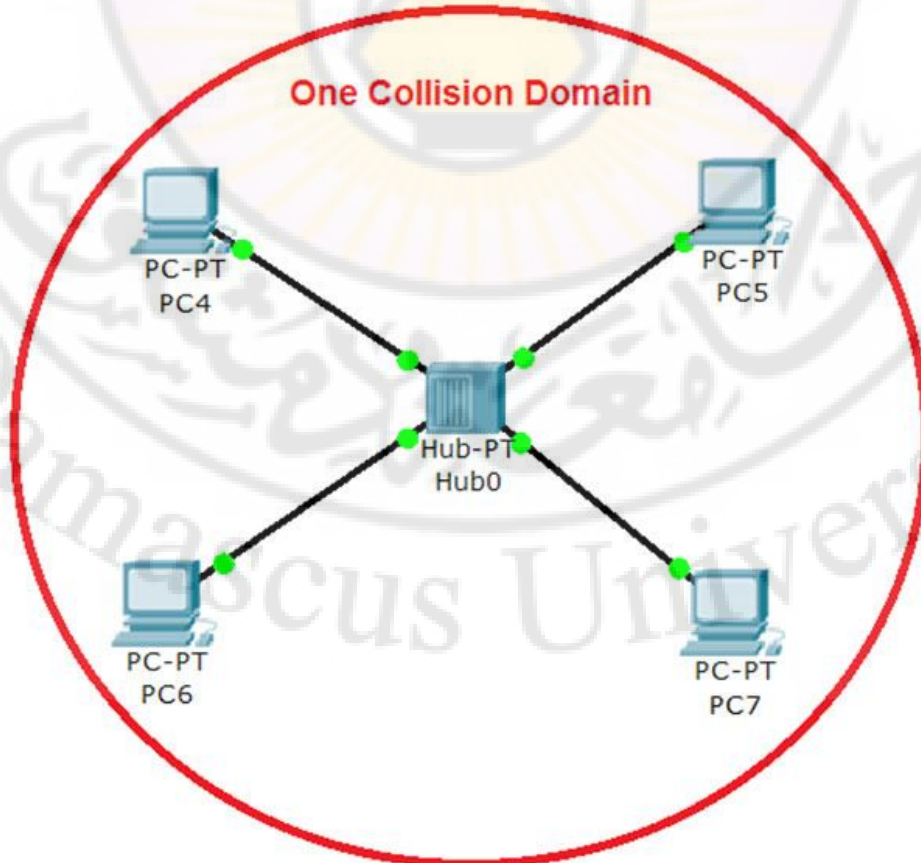 One Collision Domain
PC-PT
PC4
PC-PT
PC5
Hub-PT
Hub0
PC-PT
PC6
PC-PT
PC7
amascus Univer